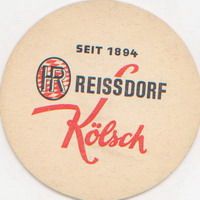 SEIT 1894
HR REISSDORF
Kölsch